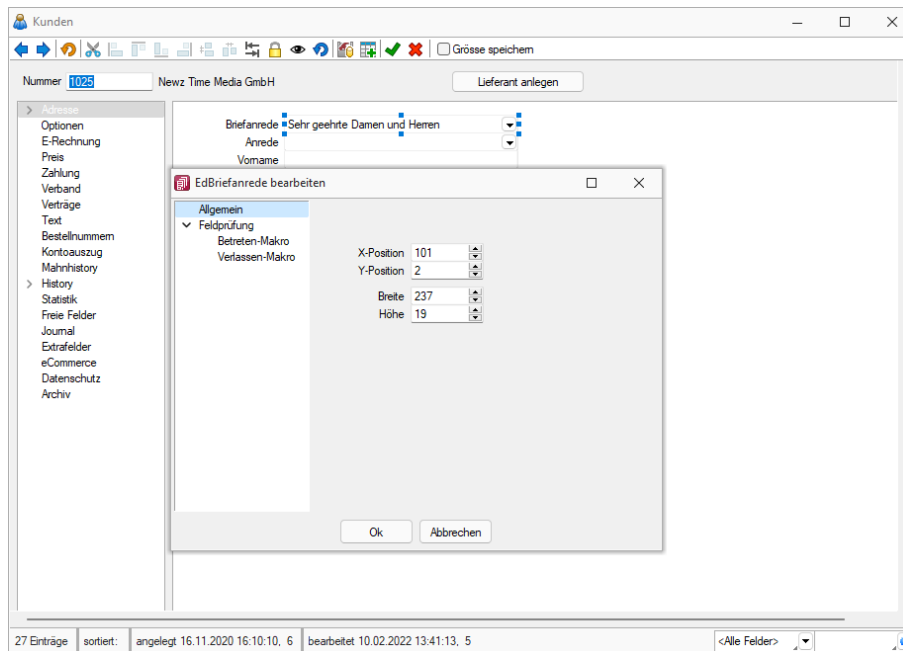 Kunden
Grösse speichern
Nummer 1025 Newz Time Media GmbH Lieferant anlegen
Adresse
Optionen
E-Rechnung
Preis
Zahlung
Verband
Verträge
Text
Bestellnummern
Kontoauszug
Mahnhistory
History
Statistik
Freie Felder
Journal
Extrafelder
eCommerce
Datenschutz
Archiv
Briefanrede Sehr geehrte Damen und Herren
Anrede
Vorname
EdBriefanrede bearbeiten
Allgemein
Feldprüfung
Betreten-Makro
Verlassen-Makro
X-Position 101
Y-Position 2
Breite 237
Höhe 19
Ok Abbrechen
27 Einträge sortiert: angelegt 16.11.2020 16:10:10, 6 bearbeitet 10.02.2022 13:41:13, 5 <Alle Felder>